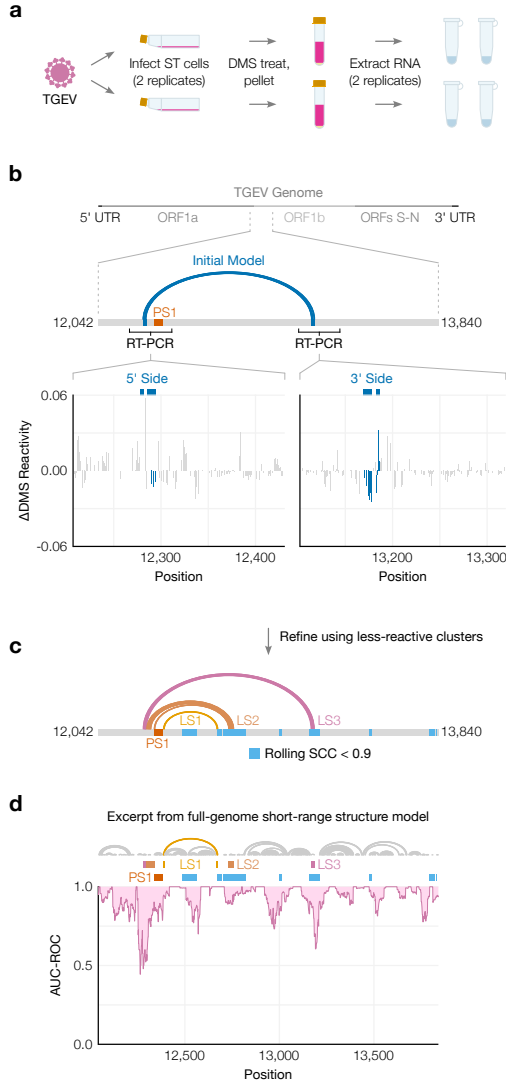 a
TGEV
Infect ST cells
(2 replicates)
DMS treat,
pellet
Extract RNA
(2 replicates)
b
TGEV Genome
5' UTR
ORF1a
ORF1b
ORFs S-N
3' UTR
Initial Model
12,042
PS1
13,840
RT-PCR
RT-PCR
5' Side
3' Side
0.06
0.00
-0.06
ΔDMS Reactivity
12,300
12,400
13,200
13,300
Position
Position
Refine using less-reactive clusters
c
12,042
LS1
LS2
LS3
13,840
PS1
Rolling SCC < 0.9
d
Excerpt from full-genome short-range structure model
LS1
LS2
LS3
PS1
1.0
0.5
0.0
AUC-ROC
12,500
13,000
13,500
Position